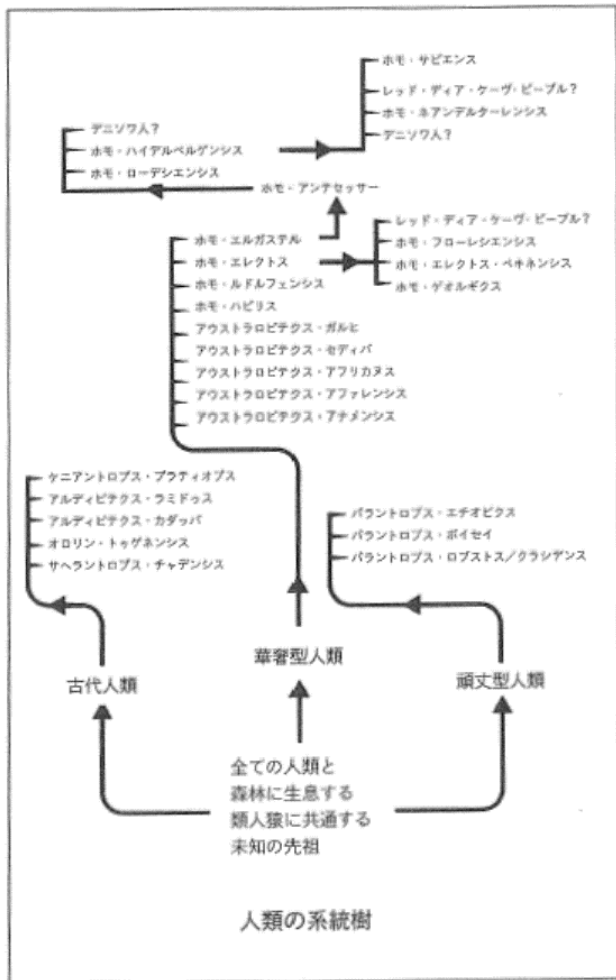 ホモ・サピエンス
レッド・ディア・ケーヴ・ピープル？
ホモ・ネアンデルターレンシス
デニソワ人？
デニソワ人？
ホモ・ハイデルベルゲンシス
ホモ・ローデシエンシス
ホモ・アンテセッサー
レッド・ディア・ケーヴ・ピープル？
ホモ・フローレシエンシス
ホモ・エレクトス・ペキネンシス
ホモ・ゲオルギクス
ホモ・エルガステル
ホモ・エレクトス
ホモ・ルドルフェンシス
ホモ・ハビリス
アウストラロピテクス・ガルヒ
アウストラロピテクス・セディバ
アウストラロピテクス・アフリカヌス
アウストラロピテクス・アファレンシス
アウストラロピテクス・アナメンシス
ケニアントロプス・プラティオプス
アルディピテクス・ラミドゥス
アルディピテクス・カダッバ
オロリン・トゥゲネンシス
サヘラントロプス・チャデンシス
パラントロプス・エチオピクス
パラントロプス・ボイセイ
パラントロプス・ロブストス／クラシデンス
古代人類
華奢型人類
頑丈型人類
全ての人類と
森林に生息する
類人猿に共通する
未知の先祖
人類の系統樹